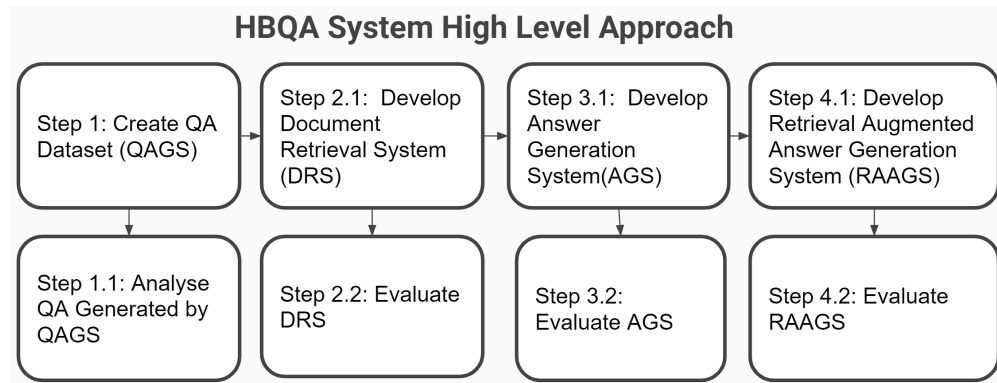 HBQA System High Level Approach
Step 1: Create QA
Dataset (QAGS)
Step 2.1:  Develop
Document
Retrieval System
(DRS)
Step 3.1:  Develop
Answer
Generation
System(AGS)
Step 4.1: Develop
Retrieval Augmented
Answer Generation
System (RAAGS)
Step 1.1: Analyse
QA Generated by
QAGS
Step 2.2: Evaluate
DRS
Step 3.2:
Evaluate AGS
Step 4.2: Evaluate
RAAGS